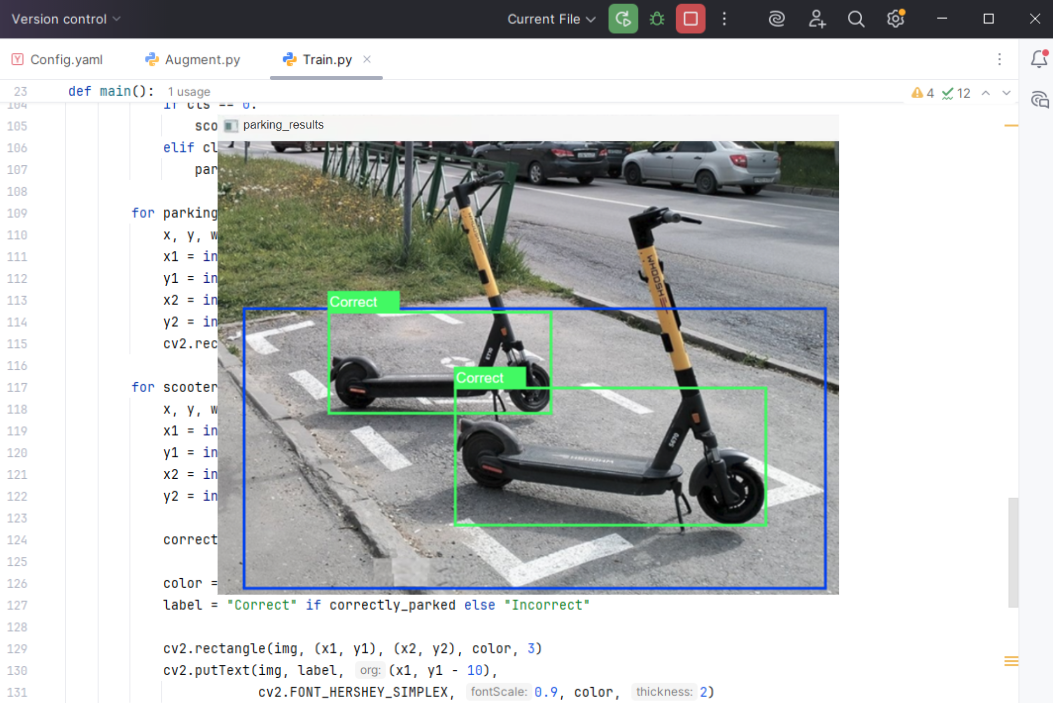 Version control
Current File
Config.yaml
Augment.py
Train.py
23 def main(): 1 usage
4 12
104 if cls == 0:
105 sco
parking_results
106 elif cl
107 par
108
109 for parking
110 x, y, w
111 x1 = in
112 y1 = in
113 x2 = in
114 y2 = in
115 cv2.rec
116
117 for scooter
118 x, y, w
119 x1 = in
120 y1 = in
121 x2 = in
122 y2 = in
123
124 correct
125
126 color =
127 label = "Correct" if correctly_parked else "Incorrect"
128
129 cv2.rectangle(img, (x1, y1), (x2, y2), color, 3)
130 cv2.putText(img, label, org: (x1, y1 - 10),
131 cv2.FONT_HERSHEY_SIMPLEX, fontScale: 0.9, color, thickness: 2)
WHOOSH
Correct
Correct